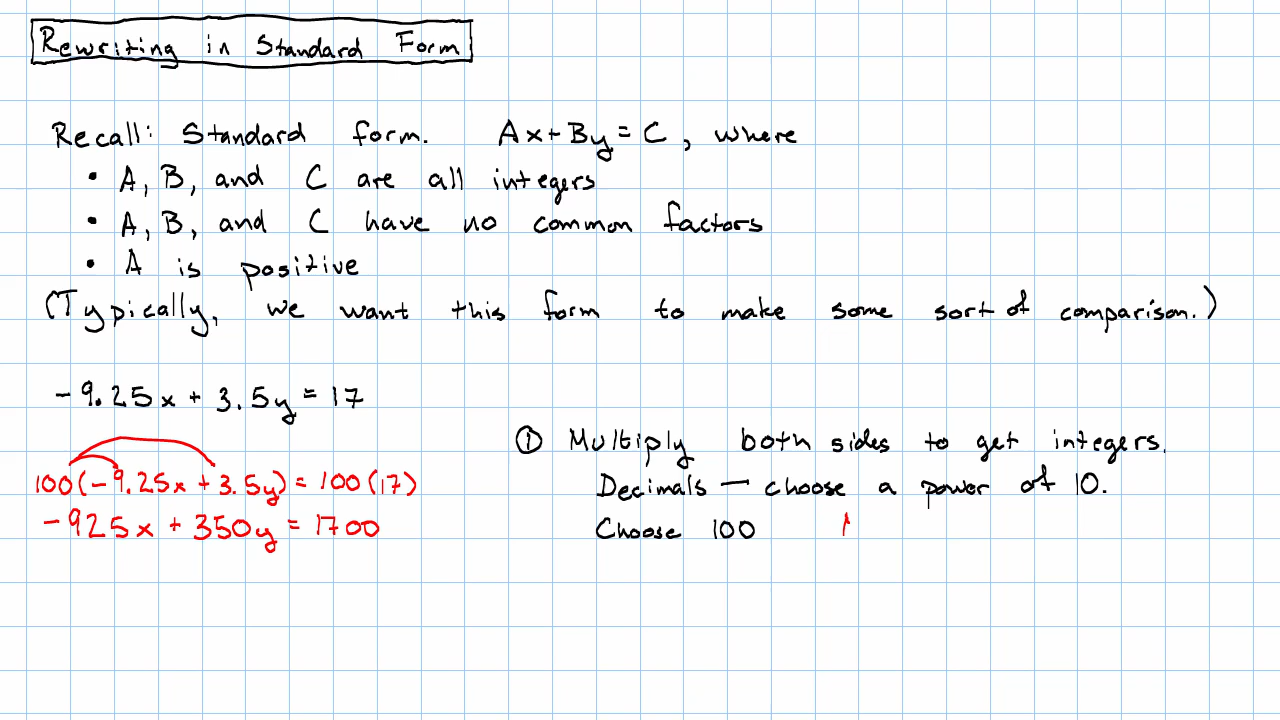 Rewriting in Standard Form
Recall: Standard form. Ax+By=C, where
• A, B, and C are all integers
• A, B, and C have no common factors
• A is positive
(Typically, we want this form to make some sort of comparison.)
-9.25x + 3.5y = 17
① Multiply both sides to get integers.
100(-9.25x + 3.5y) = 100(17)
Decimals — choose a power of 10.
-925x + 350y = 1700
Choose 100